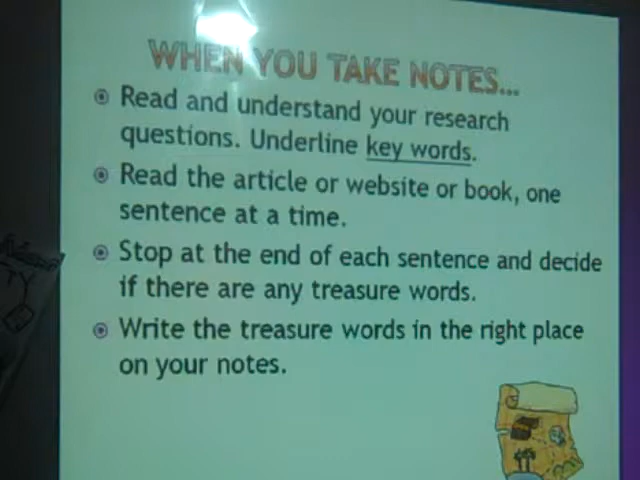 WHEN YOU TAKE NOTES...
Read and understand your research
questions. Underline key words.
Read the article or website or book, one
sentence at a time.
Stop at the end of each sentence and decide
if there are any treasure words.
Write the treasure words in the right place
on your notes.